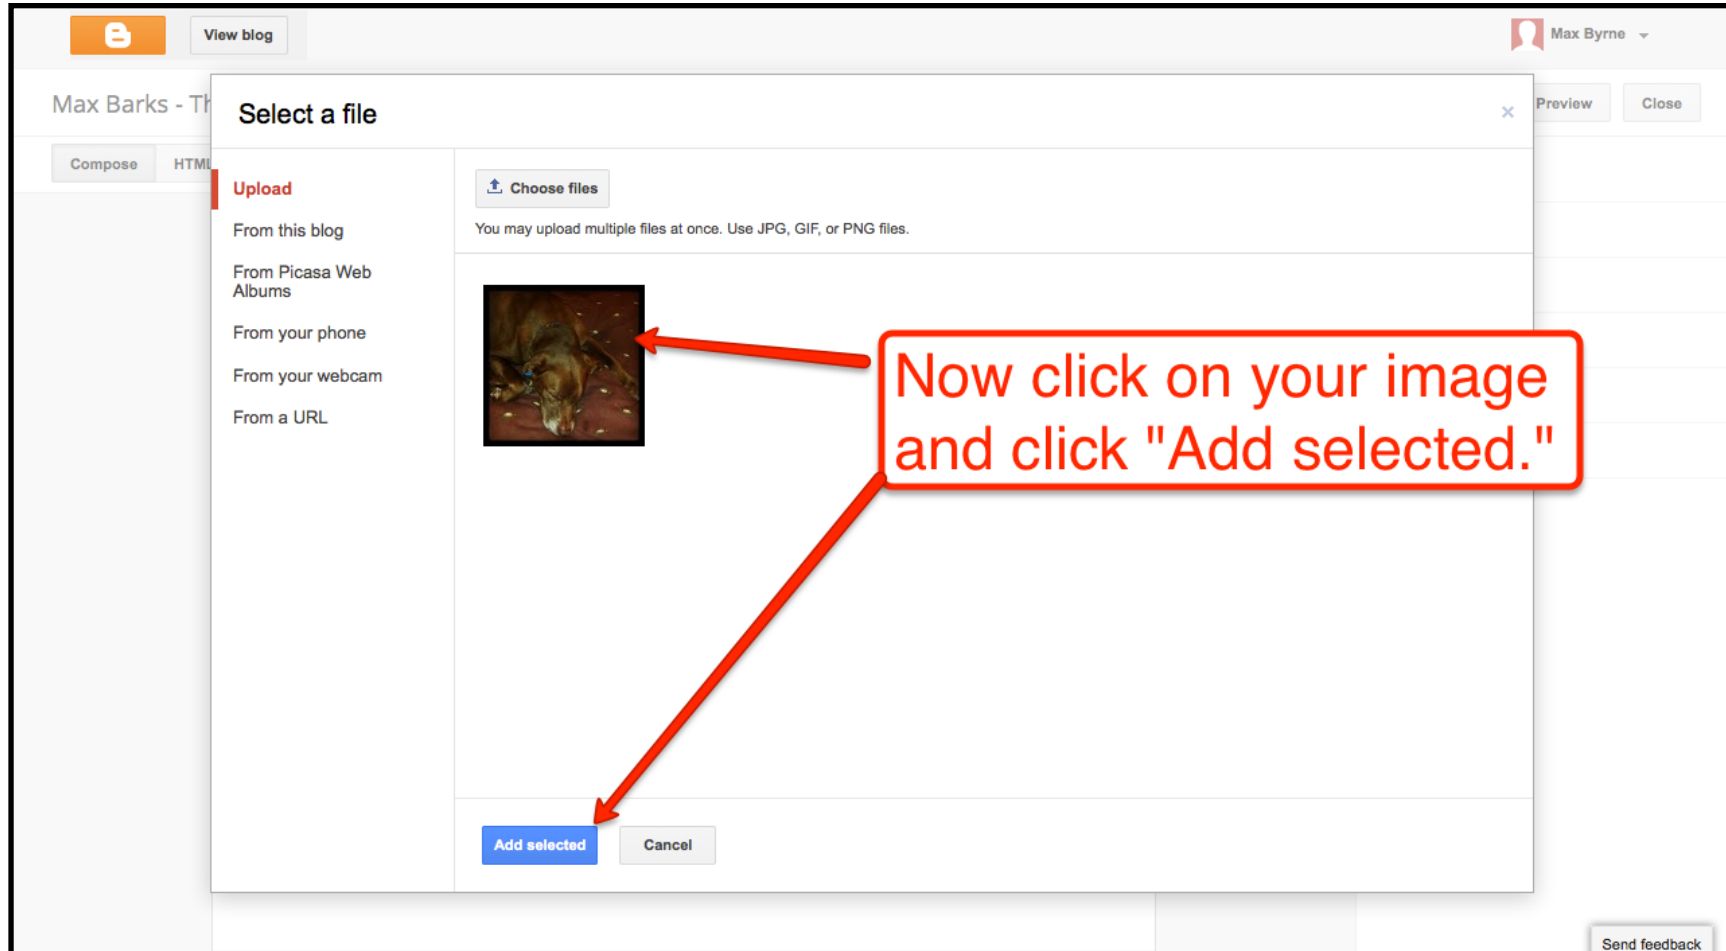 View blog
Max Byrne
Max Barks - Th
Preview
Close
Compose
HTML
Select a file
×
Upload
From this blog
From Picasa Web
Albums
From your phone
From your webcam
From a URL
Choose files
You may upload multiple files at once. Use JPG, GIF, or PNG files.
Now click on your image
and click "Add selected."
Add selected
Cancel
Send feedback